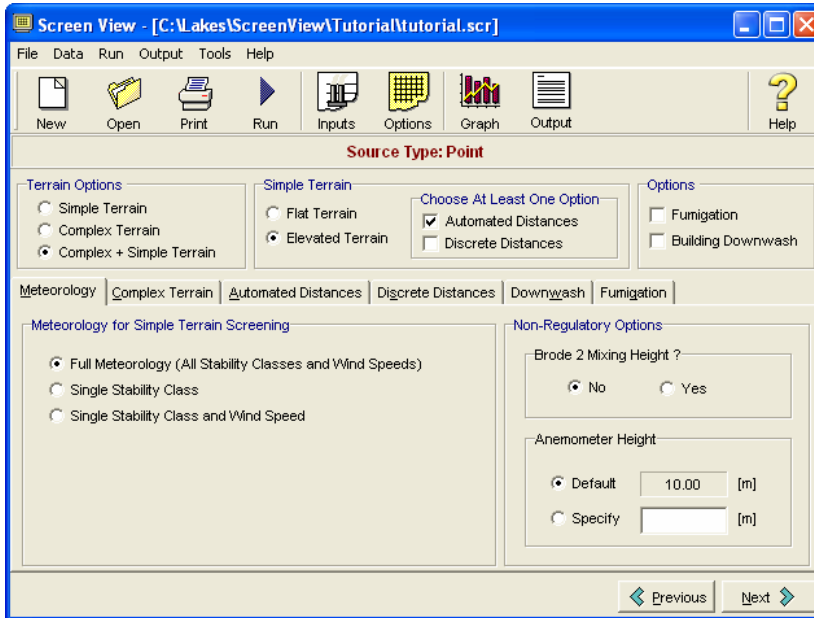 Screen View - [C:\Lakes\ScreenView\Tutorial\tutorial.scr]
File Data Run Output Tools Help
New Open Print Run Inputs Options Graph Output Help
Source Type: Point
Terrain Options
Simple Terrain
Complex Terrain
Complex + Simple Terrain
Simple Terrain
Flat Terrain
Elevated Terrain
Choose At Least One Option
Automated Distances
Discrete Distances
Options
Fumigation
Building Downwash
Meteorology Complex Terrain Automated Distances Discrete Distances Downwash Fumigation
Meteorology for Simple Terrain Screening
Full Meteorology (All Stability Classes and Wind Speeds)
Single Stability Class
Single Stability Class and Wind Speed
Non-Regulatory Options
Brode 2 Mixing Height ?
No Yes
Anemometer Height
Default 10.00 [m]
Specify [m]
Previous Next